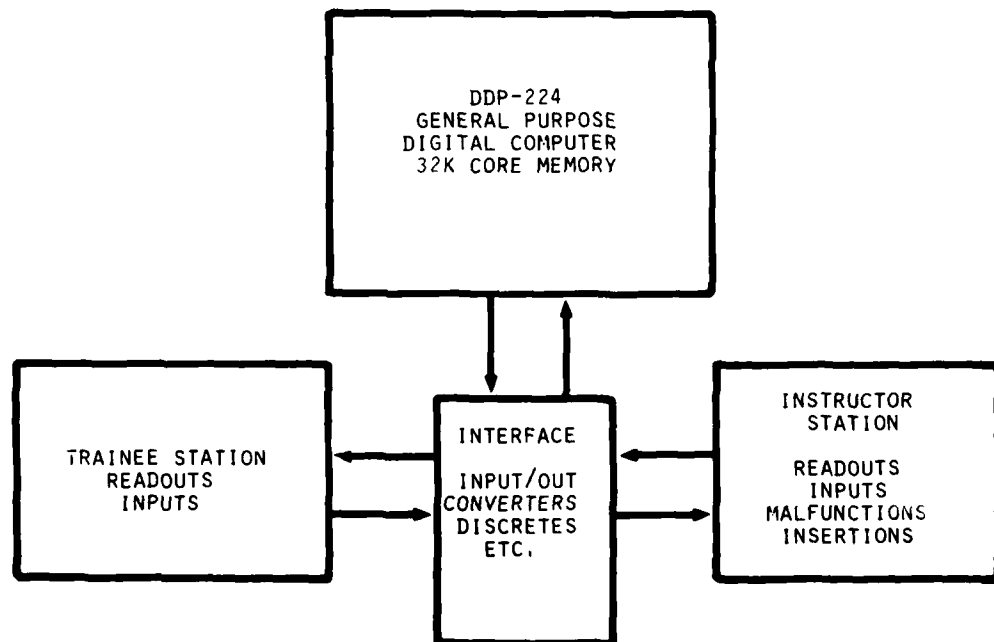 DDP-224
GENERAL PURPOSE
DIGITAL COMPUTER
32K CORE MEMORY
TRAINEE STATION
READOUTS
INPUTS
INTERFACE
INPUT/OUT
CONVERTERS
DISCRETES
ETC.
INSTRUCTOR
STATION
READOUTS
INPUTS
MALFUNCTIONS
INSERTIONS